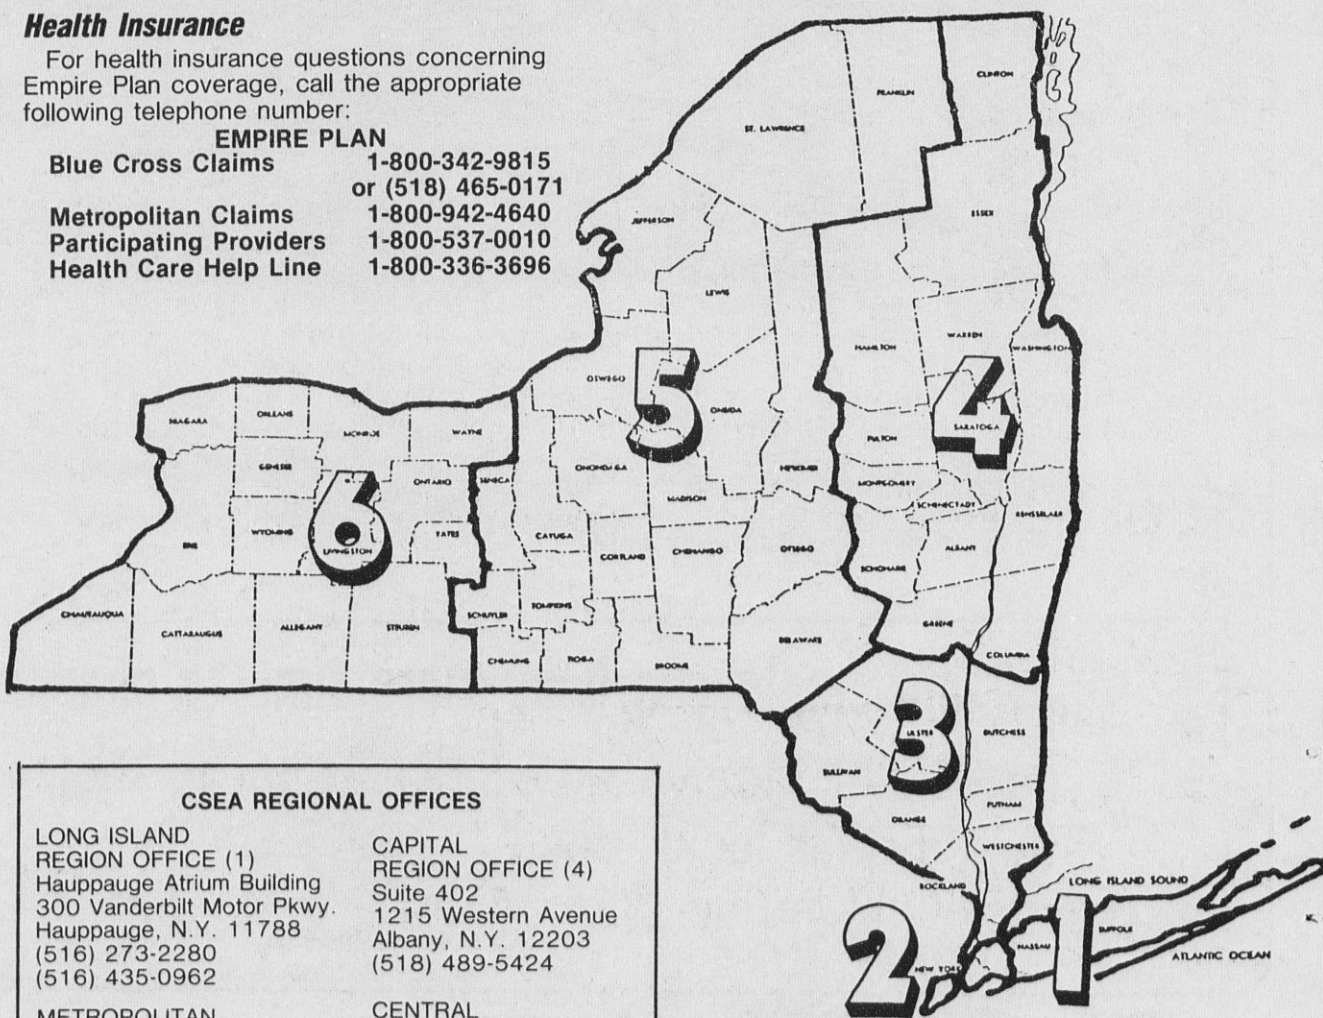 Health Insurance
For health insurance questions concerning
Empire Plan coverage, call the appropriate
following telephone number:
EMPIRE PLAN
Blue Cross Claims 1-800-342-9815
or (518) 465-0171
Metropolitan Claims 1-800-942-4640
Participating Providers 1-800-537-0010
Health Care Help Line 1-800-336-3696
CLINTON
FRANKLIN
ST. LAWRENCE
ESSEX
JEFFERSON
LEWIS
WARREN
HAMILTON
WASHINGTON
5
4
OSWEGO
ONEIDA
SARATOGA
NIAGARA
ORLEANS
MONROE
WAYNE
FULTON
GENESEE
ONTARIO
SENECA
ONONDAGA
MADISON
HERKIMER
MONTGOMERY
SCHENECTADY
RENSSELAER
6
ERIE
WYOMING
LIVINGSTON
YATES
CAYUGA
CORTLAND
CHENANGO
OTSEGO
ALBANY
SCHOHARIE
CHAUTAUQUA
CATTARAUGUS
ALLEGANY
STEUBEN
SCHUYLER
TOMPKINS
GREENE
DELAWARE
COLUMBIA
CHEMUNG
TIOGA
BROOME
3
ULSTER
DUTCHESS
SULLIVAN
PUTNAM
ORANGE
WESTCHESTER
ROCKLAND
LONG ISLAND SOUND
2
1
NEW YORK
NASSAU
SUFFOLK
ATLANTIC OCEAN
CSEA REGIONAL OFFICES
LONG ISLAND
REGION OFFICE (1)
Hauppauge Atrium Building
300 Vanderbilt Motor Pkwy.
Hauppauge, N.Y. 11788
(516) 273-2280
(516) 435-0962
METROPOLITAN
CAPITAL
REGION OFFICE (4)
Suite 402
1215 Western Avenue
Albany, N.Y. 12203
(518) 489-5424
CENTRAL